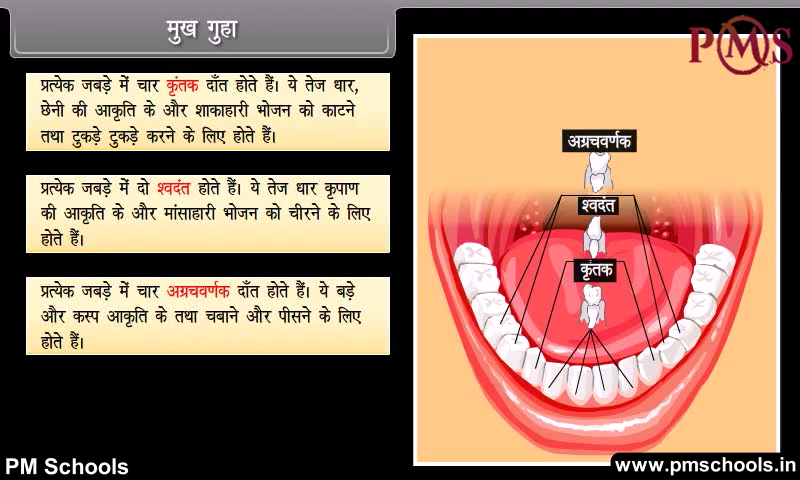 मुख गुहा
PMS
प्रत्येक जबड़े में चार कृंतक दाँत होते हैं। ये तेज धार,
छेनी की आकृति के और शाकाहारी भोजन को काटने
तथा टुकड़े टुकड़े करने के लिए होते हैं।
प्रत्येक जबड़े में दो श्वदंत होते हैं। ये तेज धार कृपाण
की आकृति के और मांसाहारी भोजन को चीरने के लिए
होते हैं।
प्रत्येक जबड़े में चार अग्रचवर्णक दाँत होते हैं। ये बड़े
और कस्प आकृति के तथा चबाने और पीसने के लिए
होते हैं।
अग्रचवर्णक
श्वदंत
कृंतक
PM Schools
www.pmschools.in